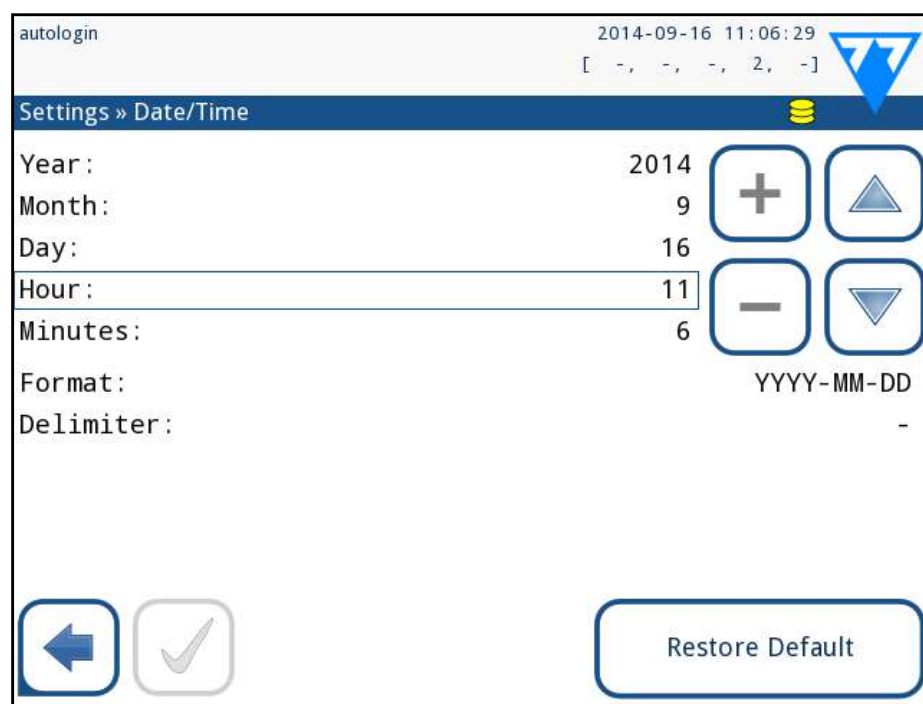 autologin 2014-09-16 11:06:29
[ -, -, -, 2, -]
Settings » Date/Time
Year: 2014
Month: 9
Day: 16
Hour: 11
Minutes: 6
Format: YYYY-MM-DD
Delimiter: -
Restore Default